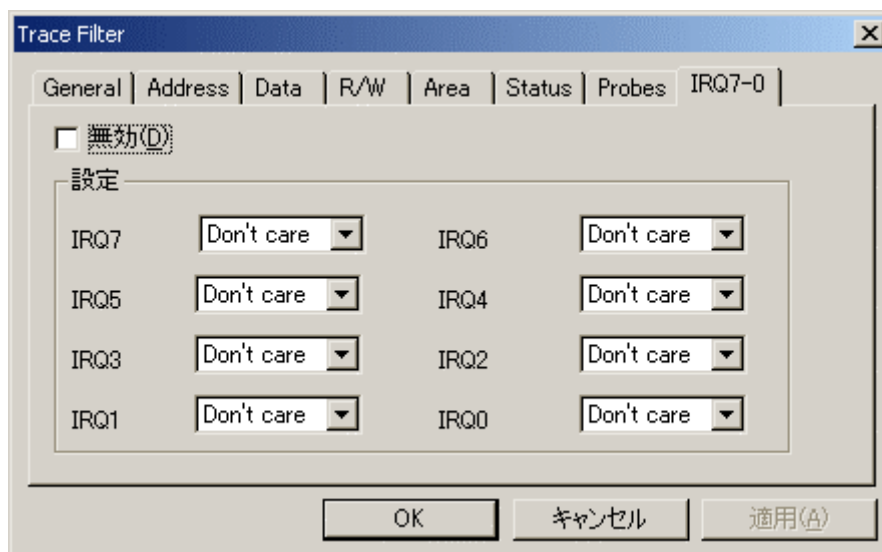 Trace Filter
General Address Data R/W Area Status Probes IRQ7-0
無効(D)
設定
IRQ7 Don't care IRQ6 Don't care
IRQ5 Don't care IRQ4 Don't care
IRQ3 Don't care IRQ2 Don't care
IRQ1 Don't care IRQ0 Don't care
OK キャンセル 適用(A)